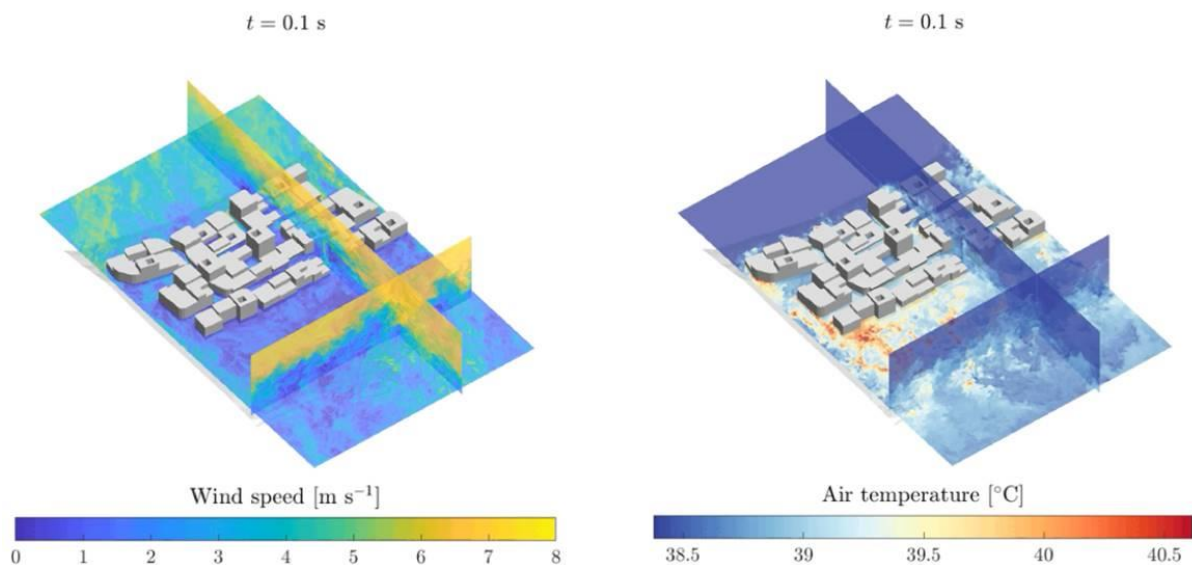 t = 0.1 s
t = 0.1 s
Wind speed [m s⁻¹]
0 1 2 3 4 5 6 7 8
Air temperature [°C]
38.5 39 39.5 40 40.5